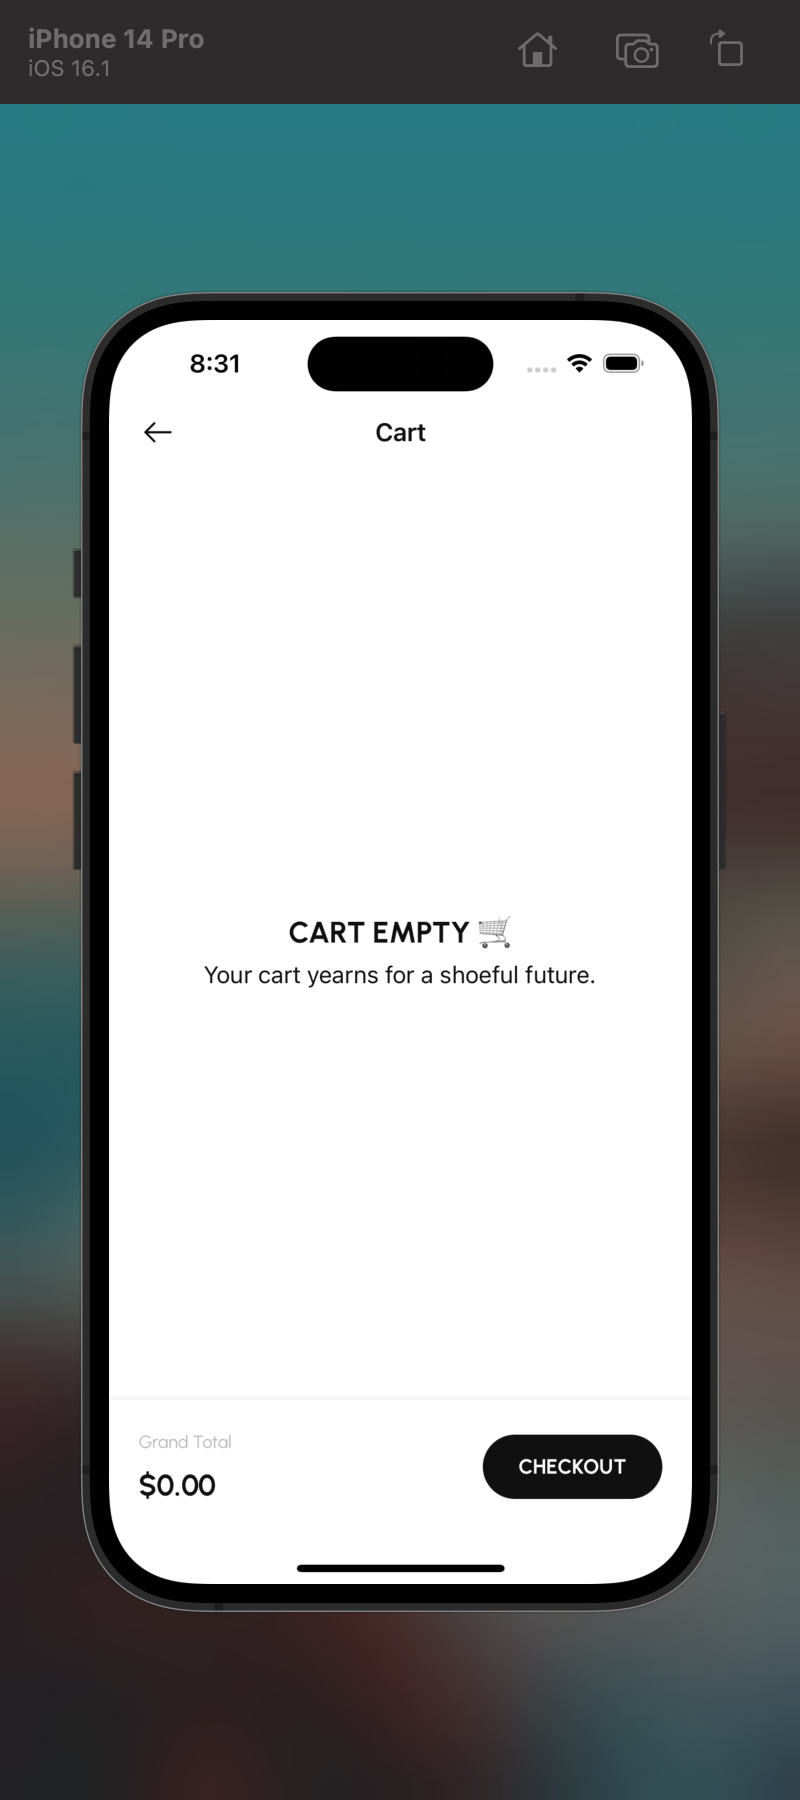 iPhone 14 Pro
iOS 16.1
8:31
Cart
CART EMPTY 🛒
Your cart yearns for a shoeful future.
Grand Total
$0.00
CHECKOUT